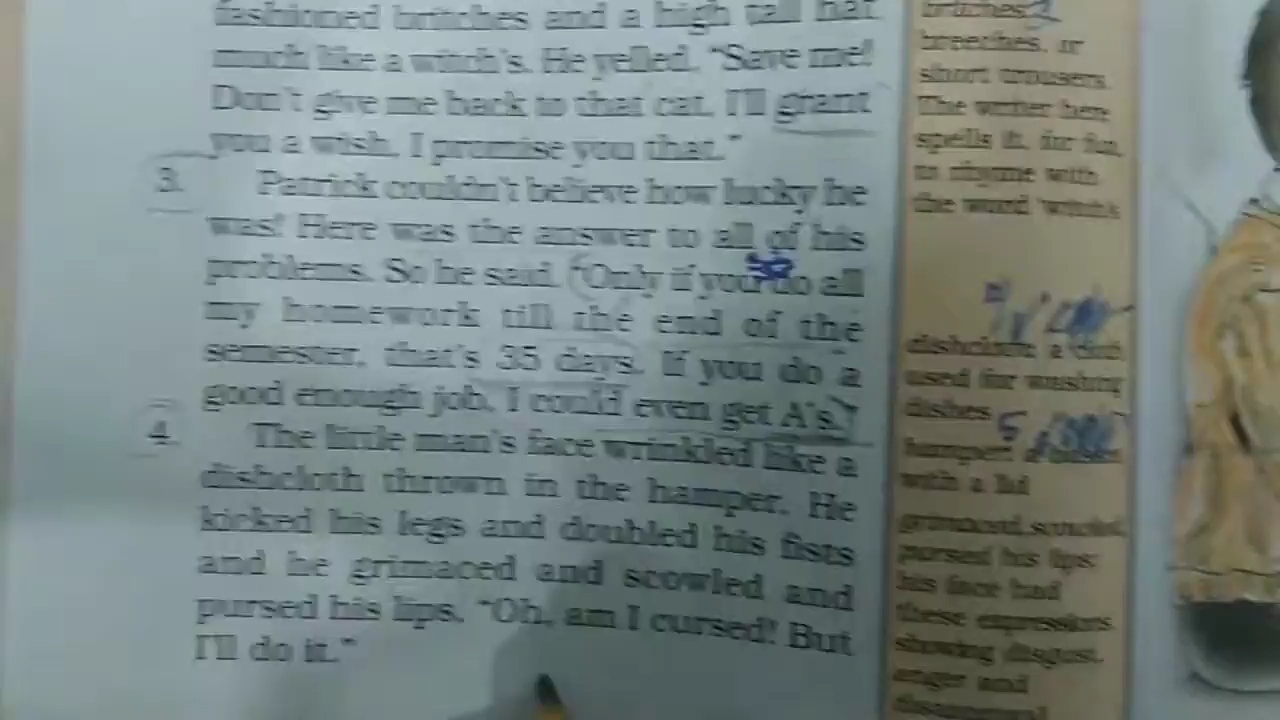 fashioned britches and a high tall hat
much like a witch's. He yelled, "Save me!
Don't give me back to that cat. I'll grant
you a wish, I promise you that."
3. Patrick couldn't believe how lucky he
was! Here was the answer to all of his
problems. So he said, "Only if you do all
my homework till the end of the
semester, that's 35 days. If you do a
good enough job, I could even get A's."
4. The little man's face wrinkled like a
dishcloth thrown in the hamper. He
kicked his legs and doubled his fists
and he grimaced and scowled and
pursed his lips. "Oh, am I cursed! But
I'll do it."
britches:
breeches, or
short trousers.
The writer here
spells it, for fun,
to rhyme with
the word 'witch's
dishcloth: a cloth
used for washing
dishes
hamper: a
with a lid
grimaced, scowled,
pursed his lips:
his face had
these expressions
showing disgust,
anger and